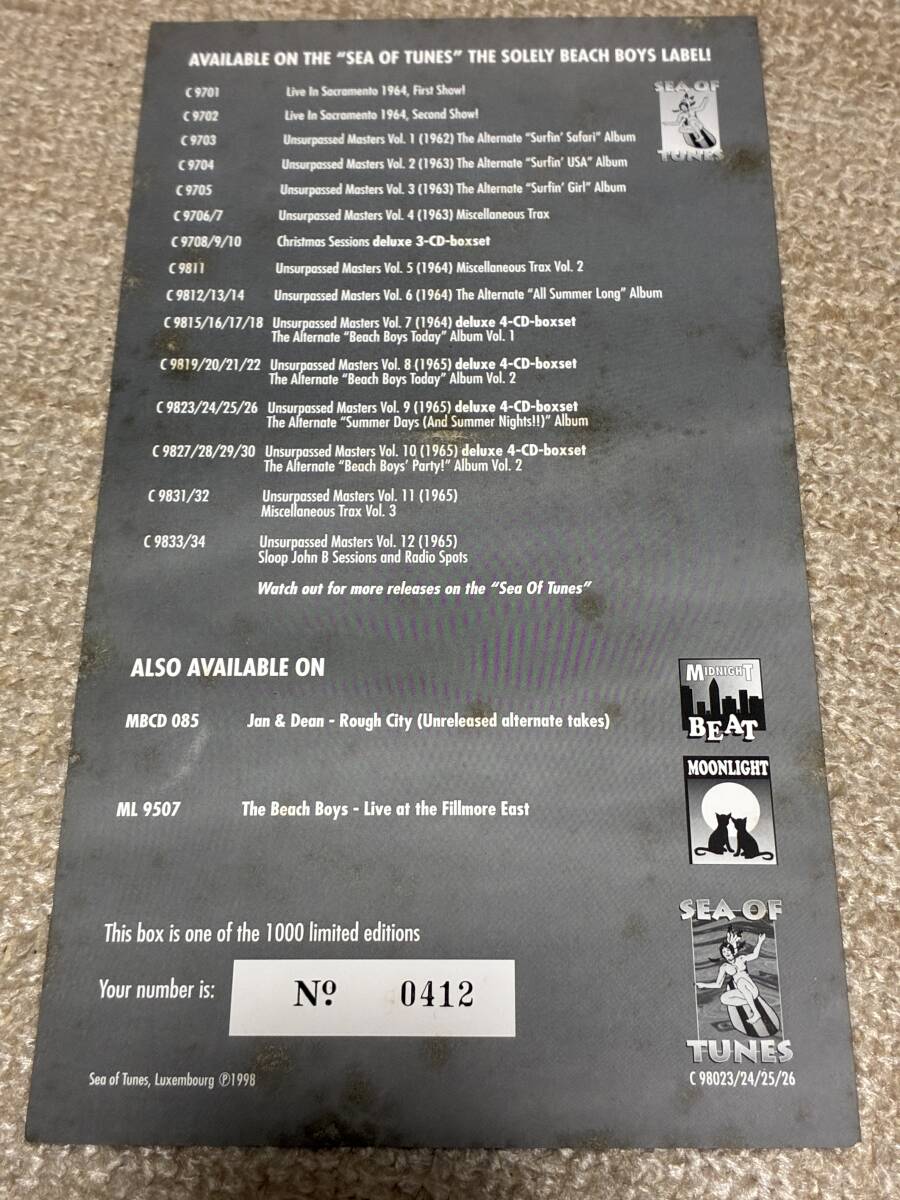 AVAILABLE ON THE "SEA OF TUNES" THE SOLELY BEACH BOYS LABEL!
SEA OF
TUNES
C 9701 Live In Sacramento 1964, First Show!
C 9702 Live In Sacramento 1964, Second Show!
C 9703 Unsurpassed Masters Vol. 1 (1962) The Alternate "Surfin' Safari" Album
C 9704 Unsurpassed Masters Vol. 2 (1963) The Alternate "Surfin' USA" Album
C 9705 Unsurpassed Masters Vol. 3 (1963) The Alternate "Surfin' Girl" Album
C 9706/7 Unsurpassed Masters Vol. 4 (1963) Miscellaneous Trax
C 9708/9/10 Christmas Sessions deluxe 3-CD-boxset
C 9811 Unsurpassed Masters Vol. 5 (1964) Miscellaneous Trax Vol. 2
C 9812/13/14 Unsurpassed Masters Vol. 6 (1964) The Alternate "All Summer Long" Album
C 9815/16/17/18 Unsurpassed Masters Vol. 7 (1964) deluxe 4-CD-boxset
The Alternate "Beach Boys Today" Album Vol. 1
C 9819/20/21/22 Unsurpassed Masters Vol. 8 (1965) deluxe 4-CD-boxset
The Alternate "Beach Boys Today" Album Vol. 2
C 9823/24/25/26 Unsurpassed Masters Vol. 9 (1965) deluxe 4-CD-boxset
The Alternate "Summer Days (And Summer Nights!!)" Album
C 9827/28/29/30 Unsurpassed Masters Vol. 10 (1965) deluxe 4-CD-boxset
The Alternate "Beach Boys' Party!" Album Vol. 2
C 9831/32 Unsurpassed Masters Vol. 11 (1965)
Miscellaneous Trax Vol. 3
C 9833/34 Unsurpassed Masters Vol. 12 (1965)
Sloop John B Sessions and Radio Spots
Watch out for more releases on the "Sea Of Tunes"
ALSO AVAILABLE ON
MIDNIGHT
BEAT
MBCD 085 Jan & Dean - Rough City (Unreleased alternate takes)
MOONLIGHT
ML 9507 The Beach Boys - Live at the Fillmore East
SEA OF
TUNES
This box is one of the 1000 limited editions
Your number is: Nº 0412
Sea of Tunes, Luxembourg ℗1998
C 98023/24/25/26